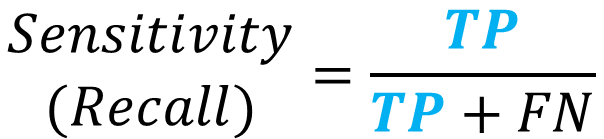 Sensitivity
(Recall)
=
TP
TP + FN